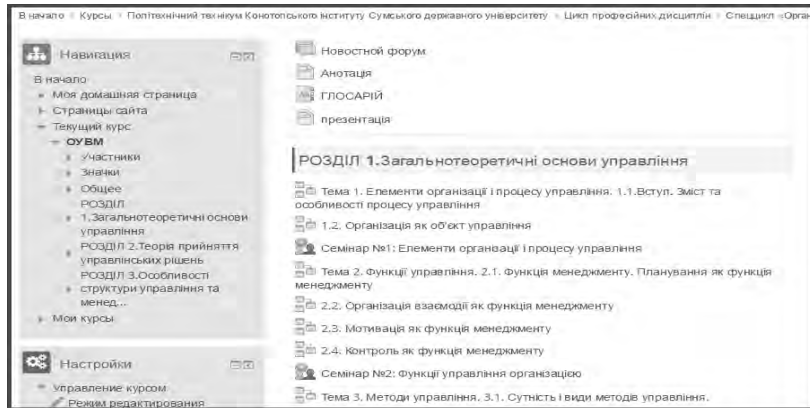 В начало Курсы Політехнічний технікум Конотопського інституту Сумського державного університету Цикл професійних дисциплін Спеццикл «Орган
Навигация
В начало
Моя домашняя страница
Страницы сайта
Текущий курс
ОУВМ
Участники
Значки
Общее
РОЗДІЛ
1.Загальнотеоретичні основи
управління
РОЗДІЛ 2.Теорія прийняття
управлінських рішень
РОЗДІЛ 3.Особливості
структури управління та
менед...
Мои курсы
Настройки
Управление курсом
Режим редактирования
Новостной форум
Анотація
ГЛОСАРІЙ
презентація
РОЗДІЛ 1.Загальнотеоретичні основи управління
Тема 1. Елементи організації і процесу управління. 1.1.Вступ. Зміст та
особливості процесу управління
1.2. Організація як об'єкт управління
Семінар №1: Елементи організації і процесу управління
Тема 2. Функції управління. 2.1. Функція менеджменту. Планування як функція
менеджменту
2.2. Організація взаємодії як функція менеджменту
2.3. Мотивація як функція менеджменту
2.4. Контроль як функція менеджменту
Семінар №2: Функції управління організацією
Тема 3. Методи управління. 3.1. Сутність і види методів управління.